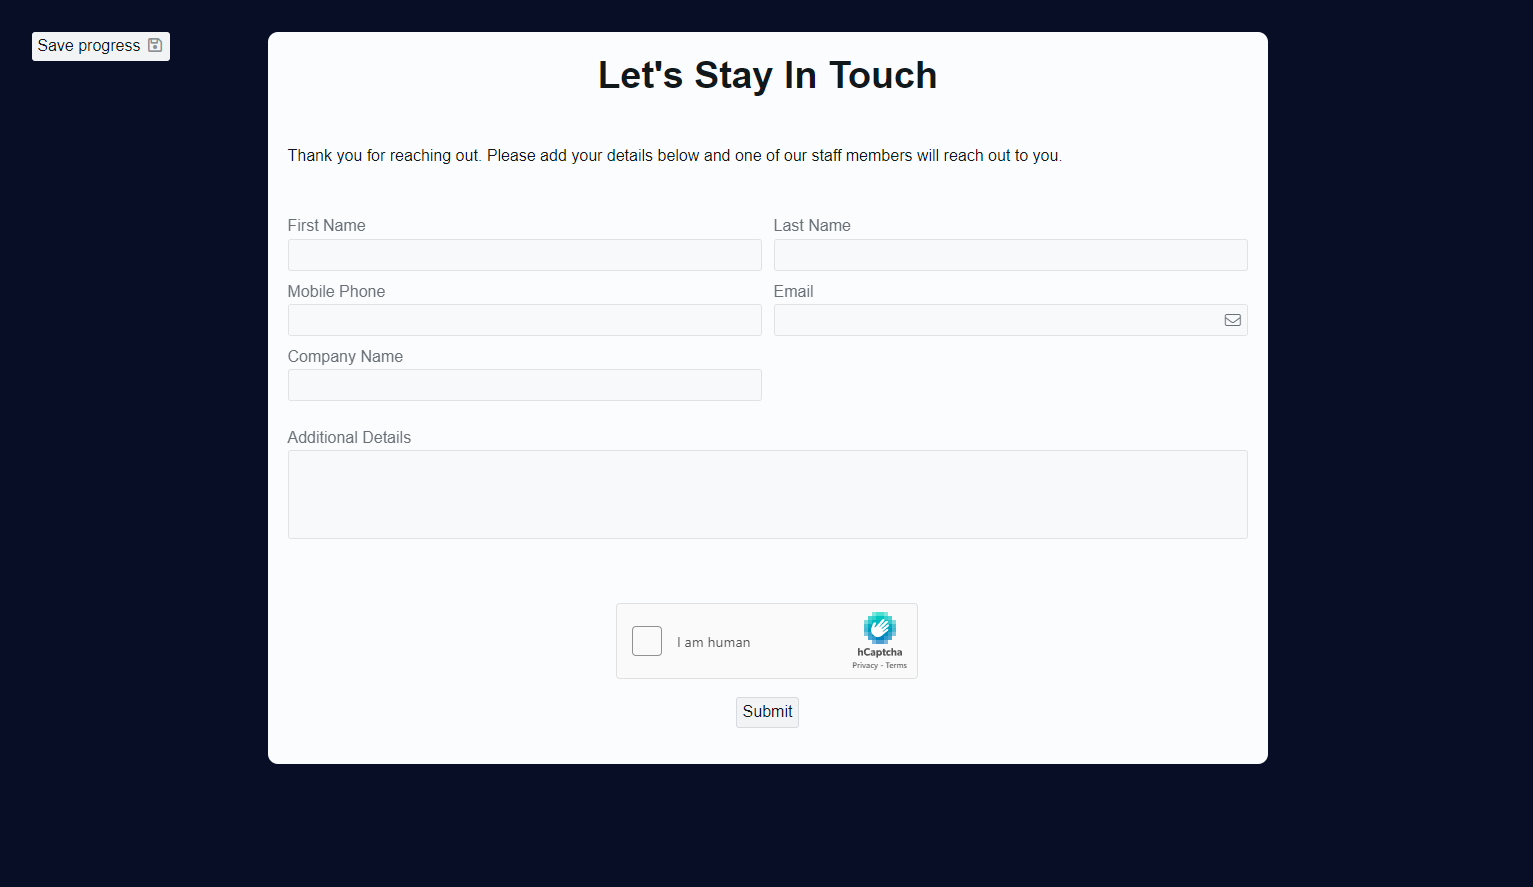 Save progress
Let's Stay In Touch
Thank you for reaching out. Please add your details below and one of our staff members will reach out to you.
First Name
Last Name
Mobile Phone
Email
Company Name
Additional Details
I am human
hCaptcha
Privacy - Terms
Submit